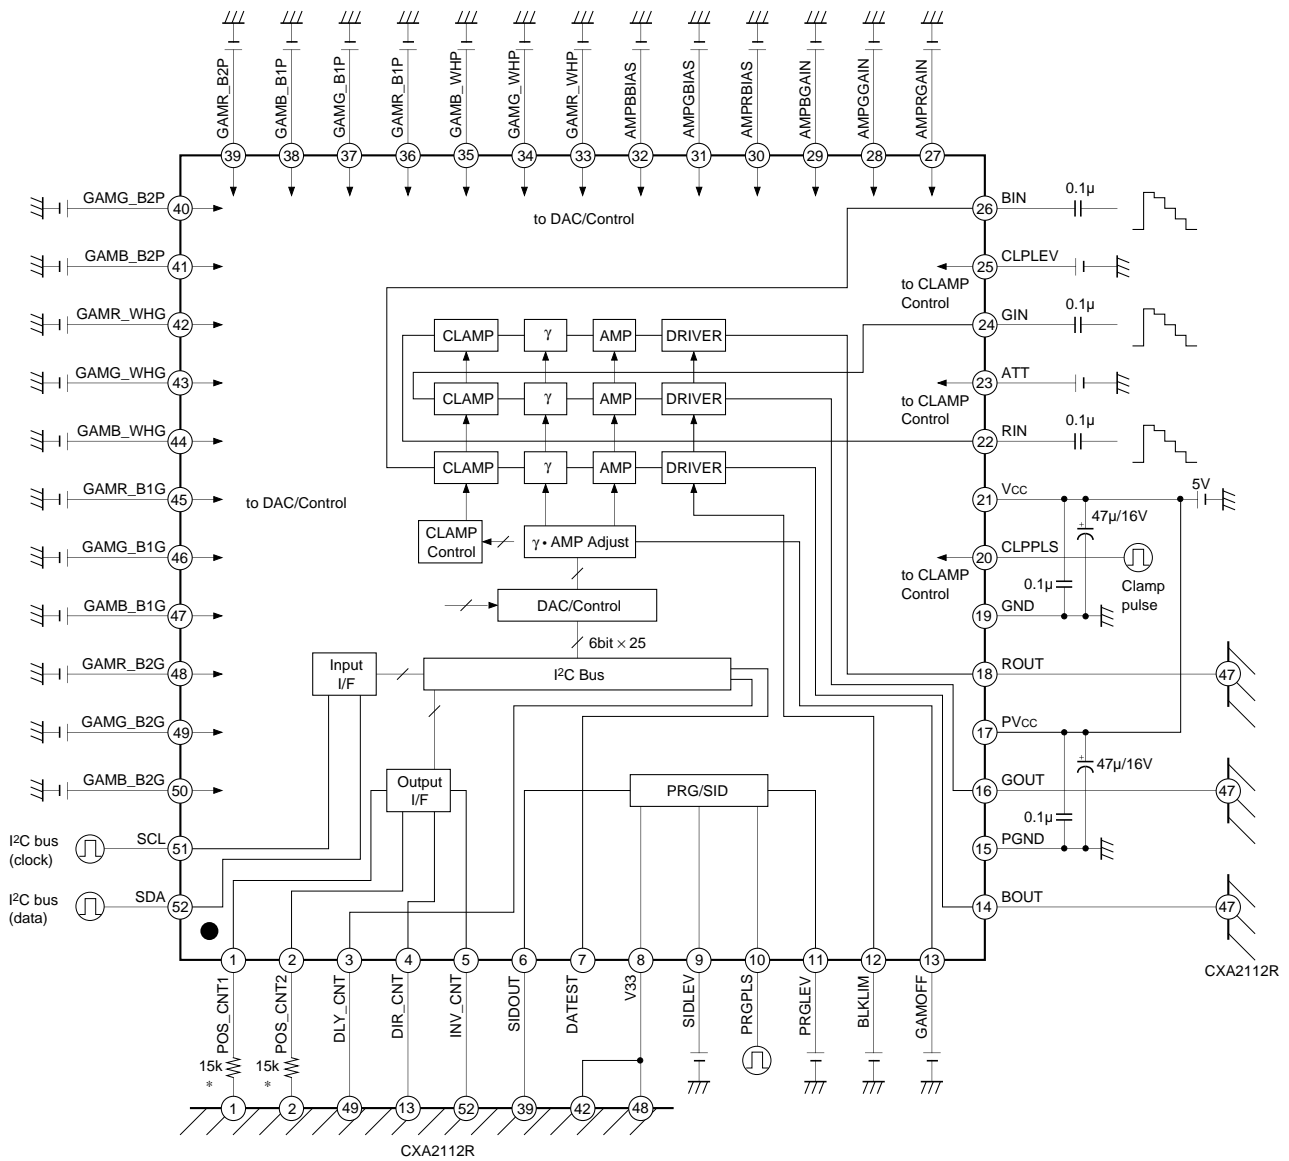 GAMR_B2P
GAMB_B1P
GAMG_B1P
GAMR_B1P
GAMB_WHP
GAMG_WHP
GAMR_WHP
AMPBBIAS
AMPGBIAS
AMPRBIAS
AMPBGAIN
AMPGGAIN
AMPRGAIN
39
38
37
36
35
34
33
32
31
30
29
28
27
GAMG_B2P
40
to DAC/Control
26
BIN
0.1µ
GAMB_B2P
41
25
CLPLEV
to CLAMP
Control
GAMR_WHG
42
24
GIN
0.1µ
CLAMP
γ
AMP
DRIVER
GAMG_WHG
43
23
ATT
to CLAMP
Control
CLAMP
γ
AMP
DRIVER
GAMB_WHG
44
22
RIN
0.1µ
CLAMP
γ
AMP
DRIVER
GAMR_B1G
45
to DAC/Control
21
VCC
5V
47µ/16V
CLAMP
Control
γ • AMP Adjust
GAMG_B1G
46
20
CLPPLS
to CLAMP
Control
0.1µ
Clamp
pulse
DAC/Control
GAMB_B1G
47
19
GND
6bit × 25
Input
I/F
I2C Bus
GAMR_B2G
48
18
ROUT
47
GAMG_B2G
49
17
PVCC
47µ/16V
Output
I/F
PRG/SID
GAMB_B2G
50
16
GOUT
47
0.1µ
I2C bus
(clock)
SCL
51
15
PGND
I2C bus
(data)
SDA
52
14
BOUT
47
CXA2112R
1
2
3
4
5
6
7
8
9
10
11
12
13
POS_CNT1
POS_CNT2
DLY_CNT
DIR_CNT
INV_CNT
SIDOUT
DATEST
V33
SIDLEV
PRGPLS
PRGLEV
BLKLIM
GAMOFF
15k
*
15k
*
1
2
49
13
52
39
42
48
CXA2112R